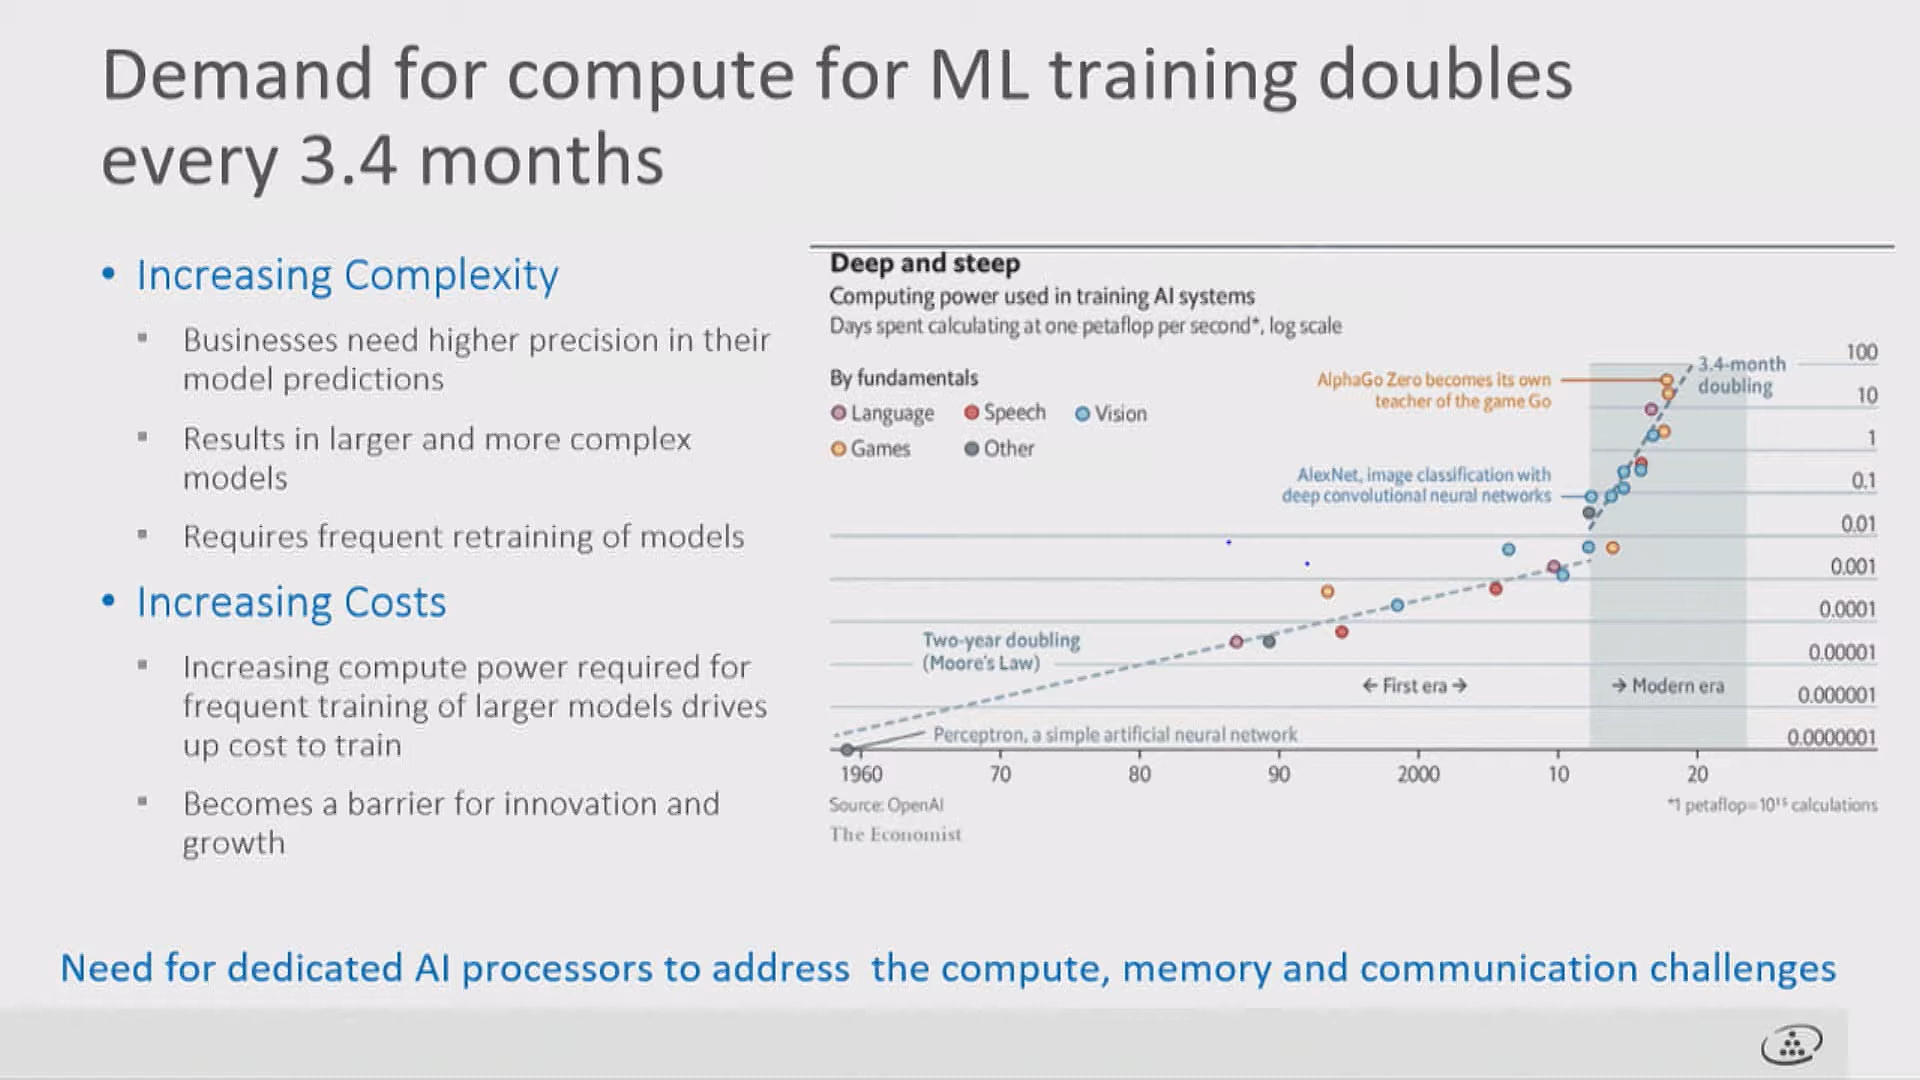 Demand for compute for ML training doubles
every 3.4 months
• Increasing Complexity
▪ Businesses need higher precision in their
model predictions
▪ Results in larger and more complex
models
▪ Requires frequent retraining of models
• Increasing Costs
▪ Increasing compute power required for
frequent training of larger models drives
up cost to train
▪ Becomes a barrier for innovation and
growth
Deep and steep
Computing power used in training AI systems
Days spent calculating at one petaflop per second*, log scale
By fundamentals
Language Speech Vision
Games Other
AlphaGo Zero becomes its own
teacher of the game Go
3.4-month
doubling
AlexNet, image classification with
deep convolutional neural networks
Two-year doubling
(Moore's Law)
← First era →
→ Modern era
Perceptron, a simple artificial neural network
100
10
1
0.1
0.01
0.001
0.0001
0.00001
0.000001
0.0000001
1960 70 80 90 2000 10 20
Source: OpenAI
*1 petaflop=10¹⁵ calculations
The Economist
Need for dedicated AI processors to address the compute, memory and communication challenges